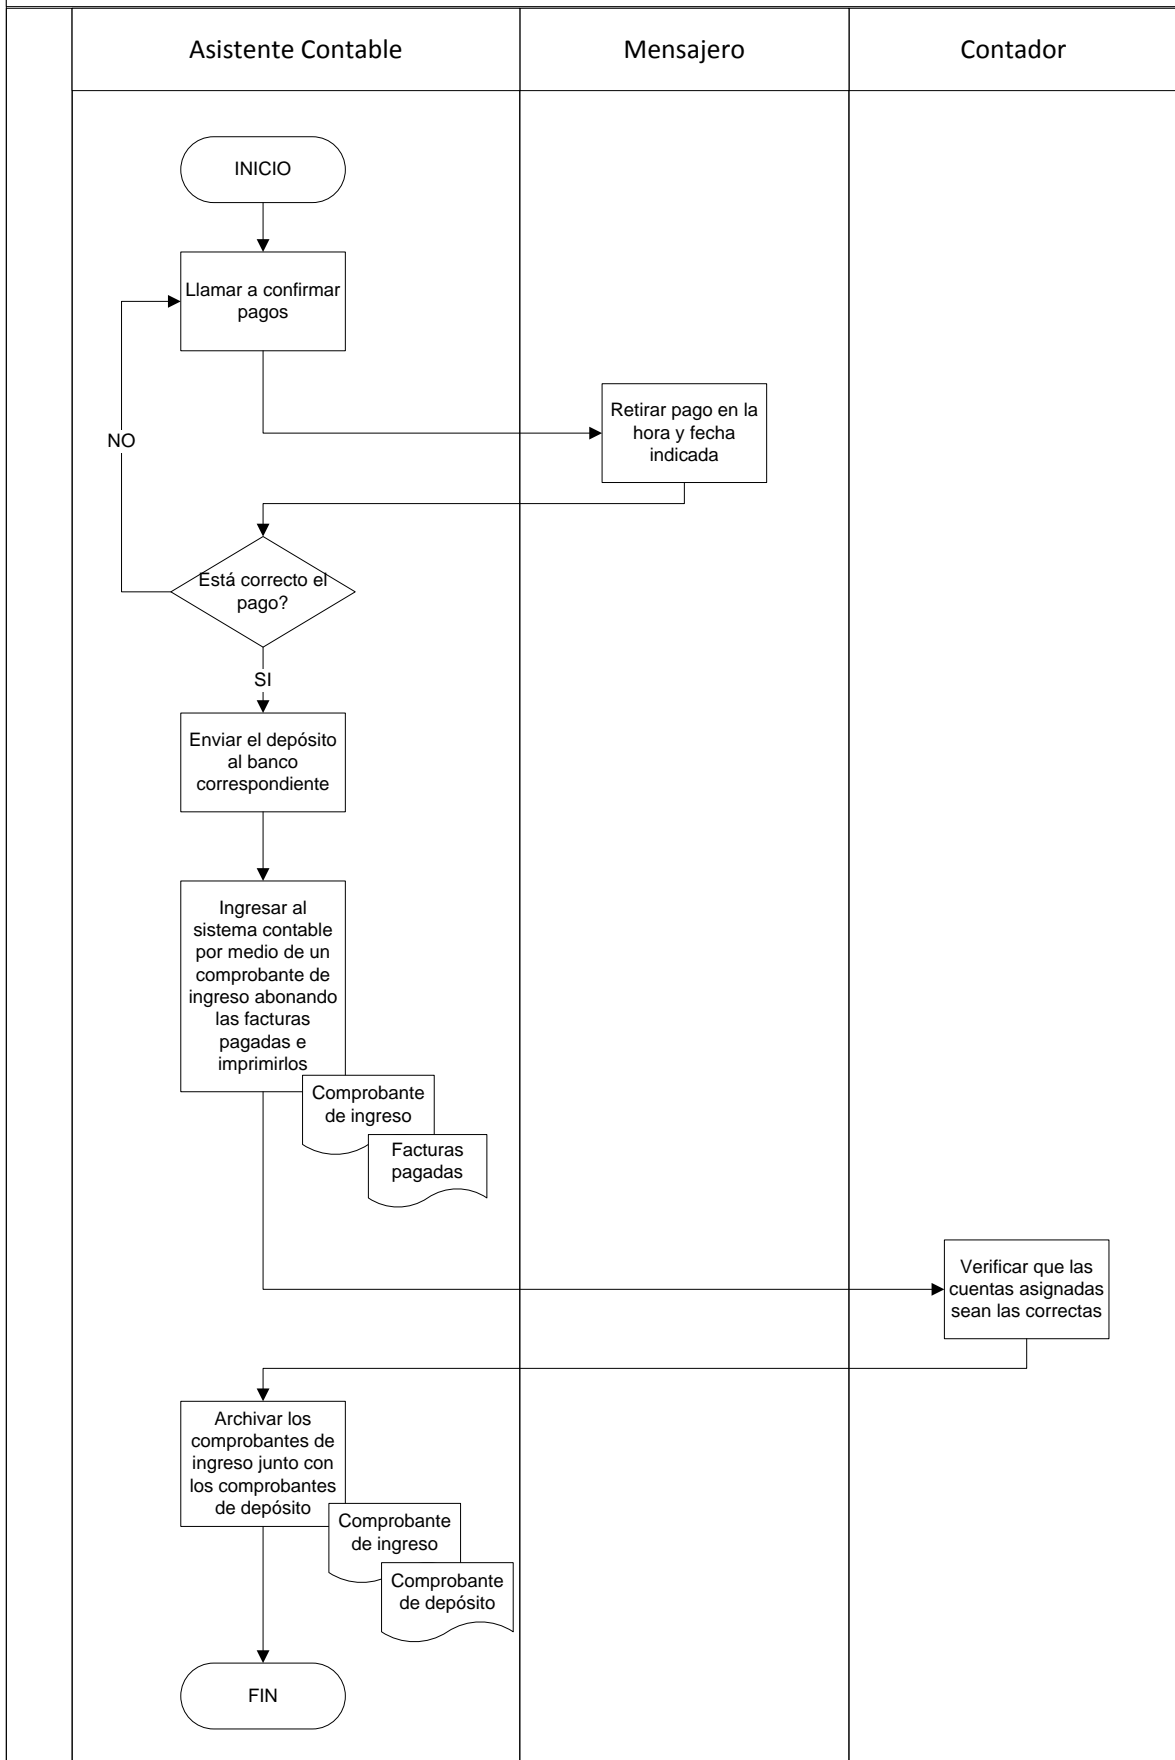 Asistente Contable
Mensajero
Contador
INICIO
Llamar a confirmar
pagos
Retirar pago en la
hora y fecha
indicada
NO
Está correcto el
pago?
SI
Enviar el depósito
al banco
correspondiente
Ingresar al
sistema contable
por medio de un
comprobante de
ingreso abonando
las facturas
pagadas e
imprimirlos
Comprobante
de ingreso
Facturas
pagadas
Verificar que las
cuentas asignadas
sean las correctas
Archivar los
comprobantes de
ingreso junto con
los comprobantes
de depósito
Comprobante
de ingreso
Comprobante
de depósito
FIN